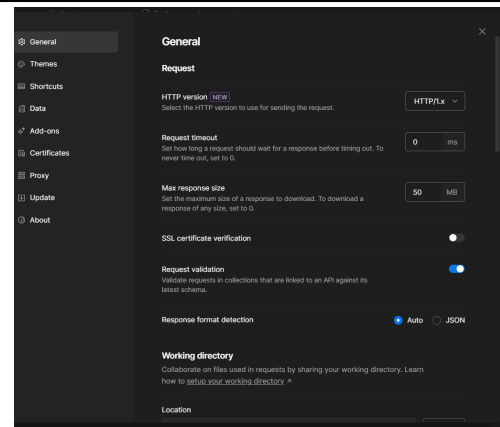 General
Themes
Shortcuts
Data
Add-ons
Certificates
Proxy
Update
About
General
Request
HTTP version NEW
Select the HTTP version to use for sending the request.
HTTP/1.x
Request timeout
Set how long a request should wait for a response before timing out. To
never time out, set to 0.
0 ms
Max response size
Set the maximum size of a response to download. To download a
response of any size, set to 0.
50 MB
SSL certificate verification
Request validation
Validate requests in collections that are linked to an API against its
latest schema.
Response format detection
Auto JSON
Working directory
Collaborate on files used in requests by sharing your working directory. Learn
how to setup your working directory ↗
Location